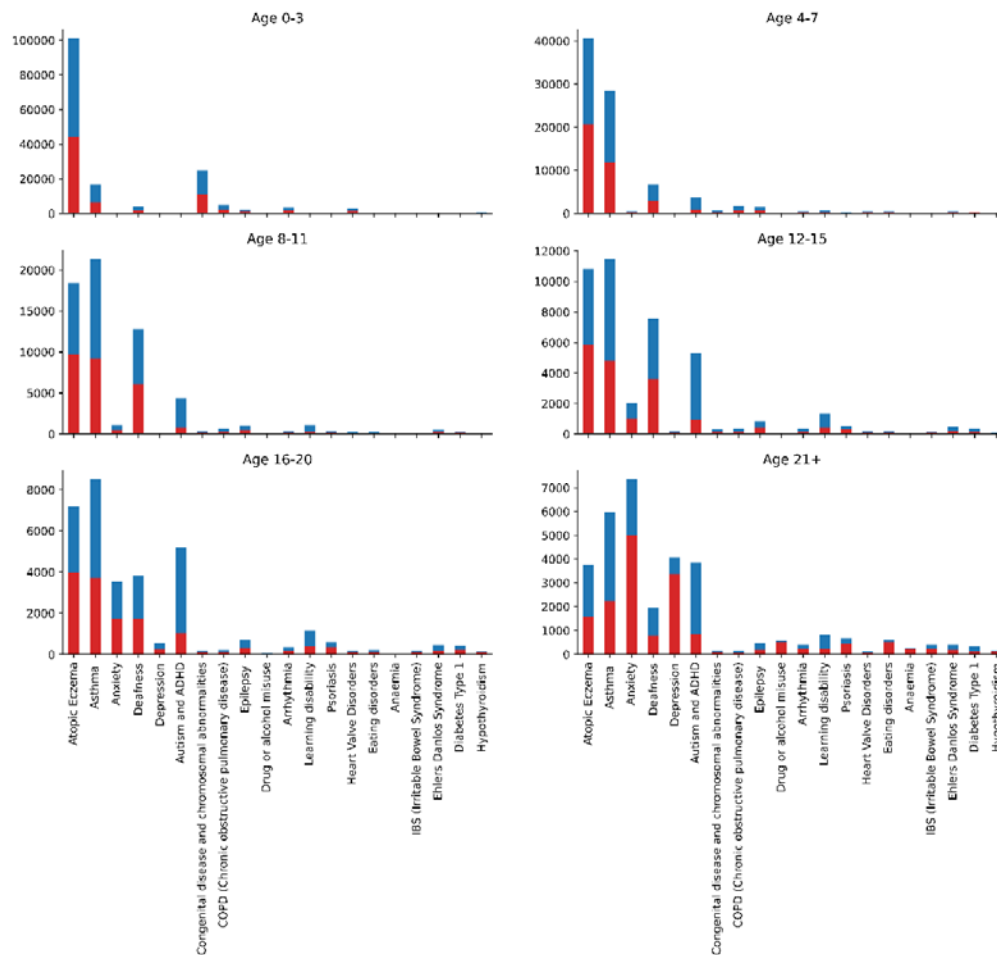 Age 0-3
100000
80000
60000
40000
20000
0
Age 4-7
40000
30000
20000
10000
0
Age 8-11
20000
15000
10000
5000
0
Age 12-15
12000
10000
8000
6000
4000
2000
0
Age 16-20
8000
6000
4000
2000
0
Age 21+
7000
6000
5000
4000
3000
2000
1000
0
Atopic Eczema
Asthma
Anxiety
Deafness
Depression
Autism and ADHD
Congenital disease and chromosomal abnormalities
COPD (Chronic obstructive pulmonary disease)
Epilepsy
Drug or alcohol misuse
Arrhythmia
Learning disability
Psoriasis
Heart Valve Disorders
Eating disorders
Anaemia
IBS (Irritable Bowel Syndrome)
Ehlers Danlos Syndrome
Diabetes Type 1
Hypothyroidism
Atopic Eczema
Asthma
Anxiety
Deafness
Depression
Autism and ADHD
Congenital disease and chromosomal abnormalities
COPD (Chronic obstructive pulmonary disease)
Epilepsy
Drug or alcohol misuse
Arrhythmia
Learning disability
Psoriasis
Heart Valve Disorders
Eating disorders
Anaemia
IBS (Irritable Bowel Syndrome)
Ehlers Danlos Syndrome
Diabetes Type 1
Hypothyroidism